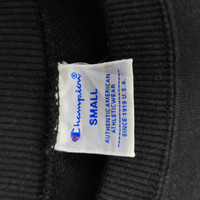 Champion
SMALL
AUTHENTIC AMERICAN
ATHLETICWEAR
SINCE 1919 U.S.A.